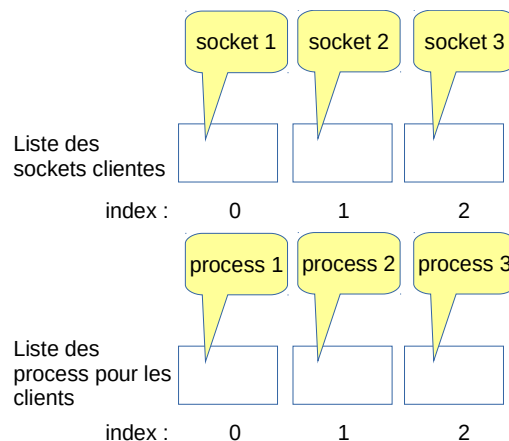 socket 1 socket 2 socket 3
Liste des
sockets clientes
index : 0 1 2
process 1 process 2 process 3
Liste des
process pour les
clients
index : 0 1 2